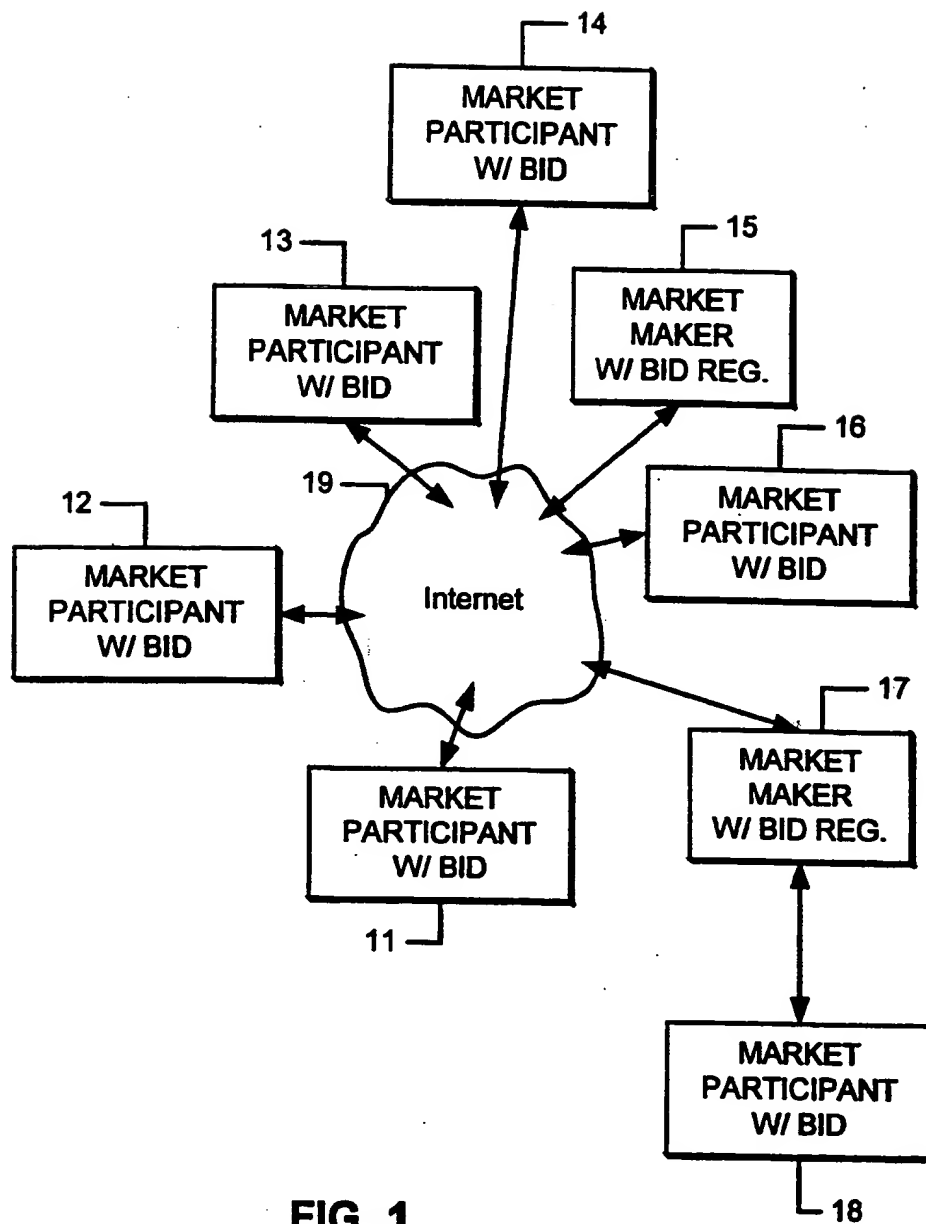 14
MARKET
PARTICIPANT
W/ BID
13
MARKET
PARTICIPANT
W/ BID
15
MARKET
MAKER
W/ BID REG.
16
MARKET
PARTICIPANT
W/ BID
12
MARKET
PARTICIPANT
W/ BID
19
Internet
17
MARKET
MAKER
W/ BID REG.
MARKET
PARTICIPANT
W/ BID
11
MARKET
PARTICIPANT
W/ BID
18
FIG. 1